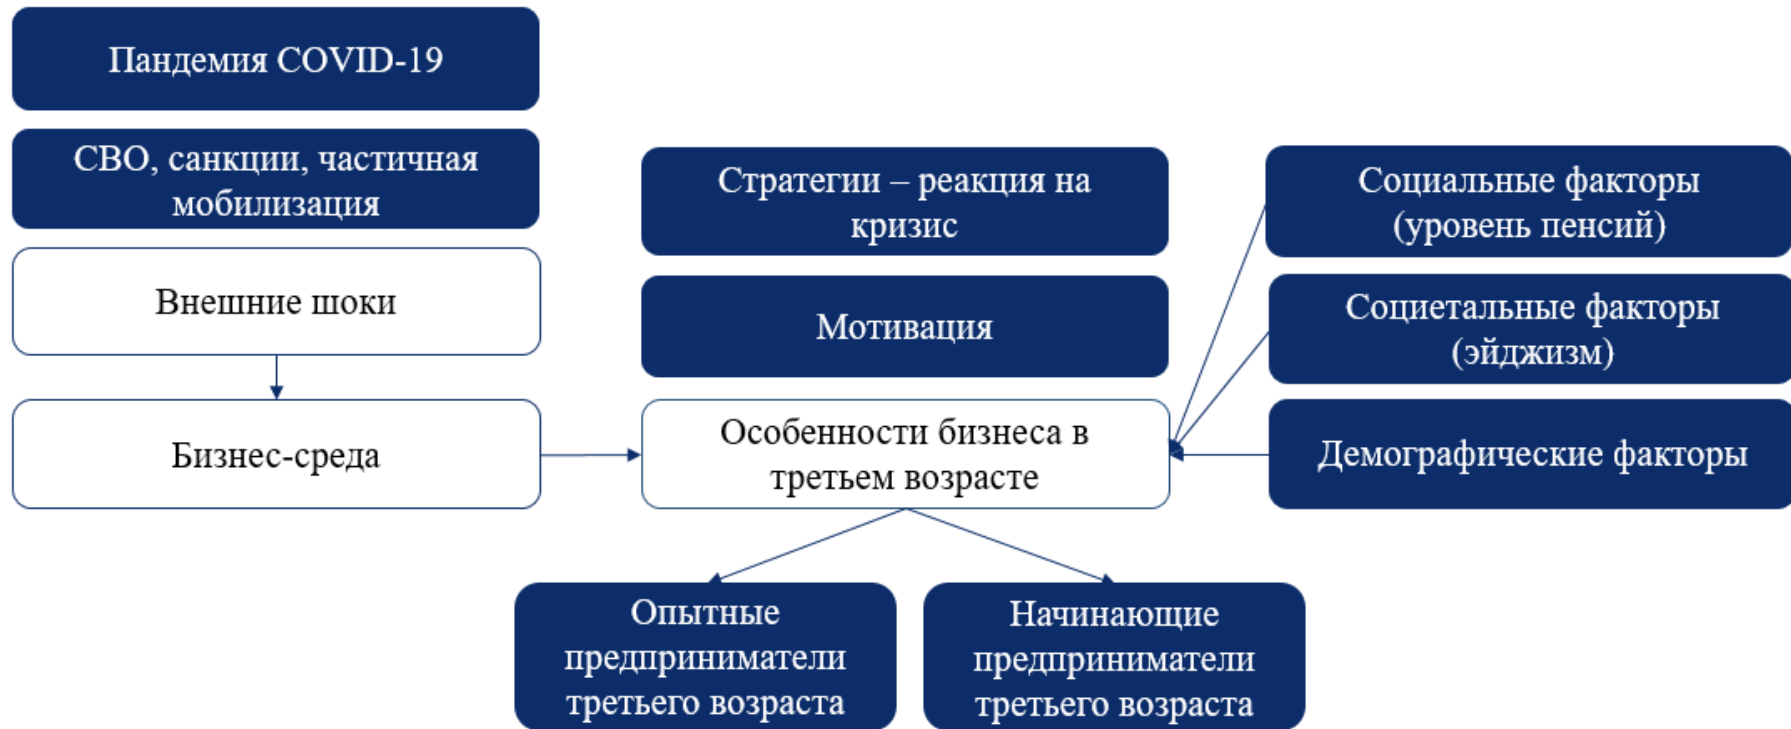 Пандемия COVID-19
СВО, санкции, частичная
мобилизация
Внешние шоки
Бизнес-среда
Стратегии – реакция на
кризис
Мотивация
Особенности бизнеса в
третьем возрасте
Социальные факторы
(уровень пенсий)
Социетальные факторы
(эйджизм)
Демографические факторы
Опытные
предприниматели
третьего возраста
Начинающие
предприниматели
третьего возраста